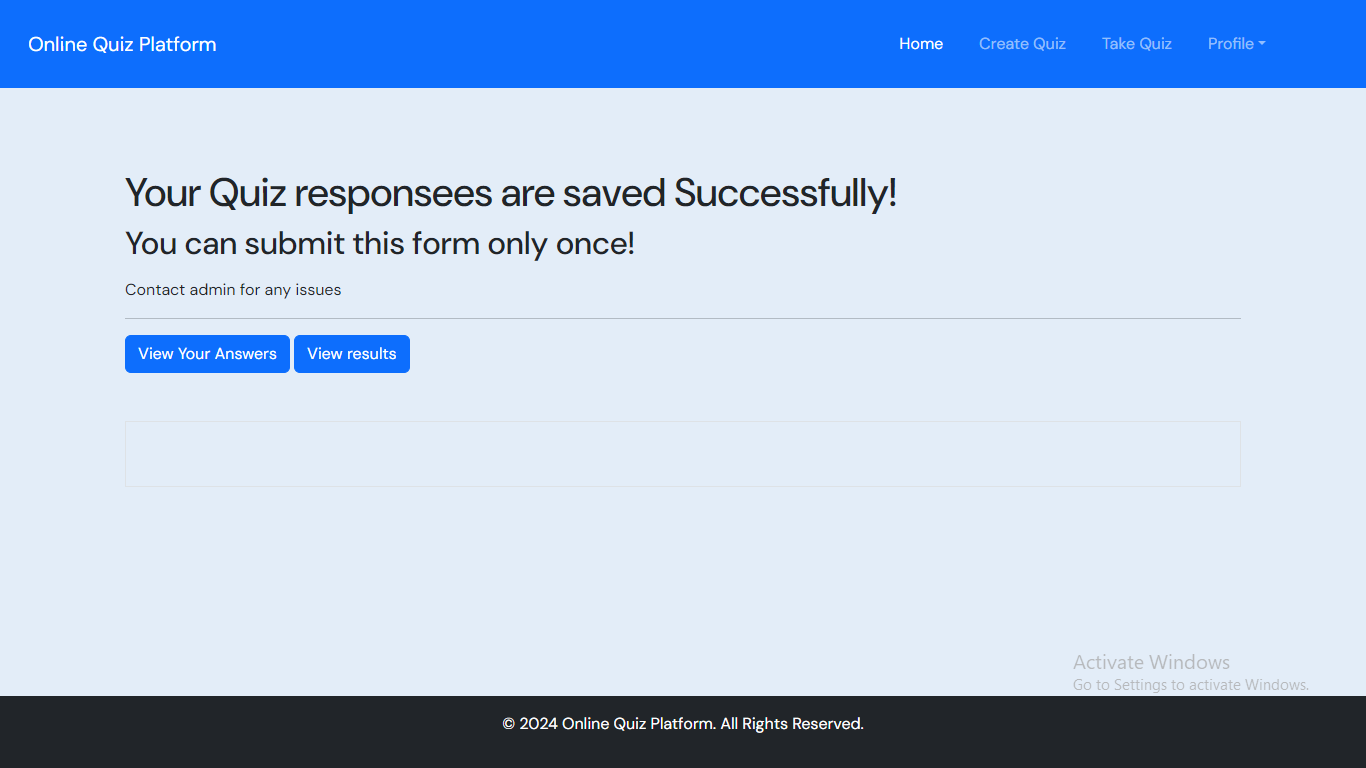 Online Quiz Platform Home Create Quiz Take Quiz Profile
Your Quiz responsees are saved Successfully!
You can submit this form only once!
Contact admin for any issues
View Your Answers View results
Activate Windows
Go to Settings to activate Windows.
© 2024 Online Quiz Platform. All Rights Reserved.